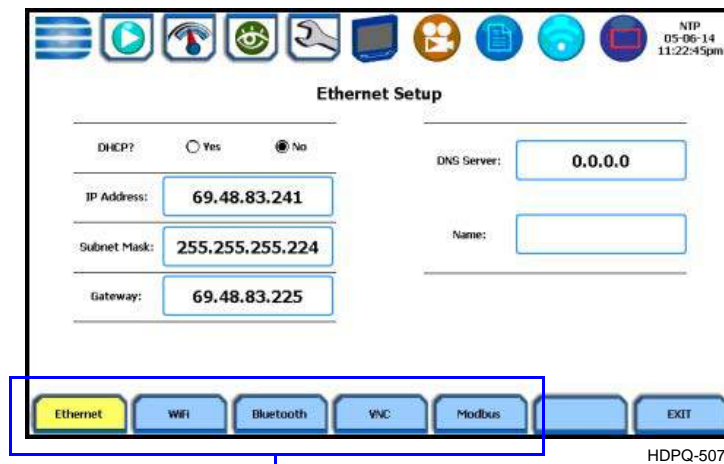 NTP
05-06-14
11:22:45pm
Ethernet Setup
DHCP? Yes No
IP Address: 69.48.83.241
Subnet Mask: 255.255.255.224
Gateway: 69.48.83.225
DNS Server: 0.0.0.0
Name:
Ethernet WiFi Bluetooth VNC Modbus EXIT
HDPQ-507